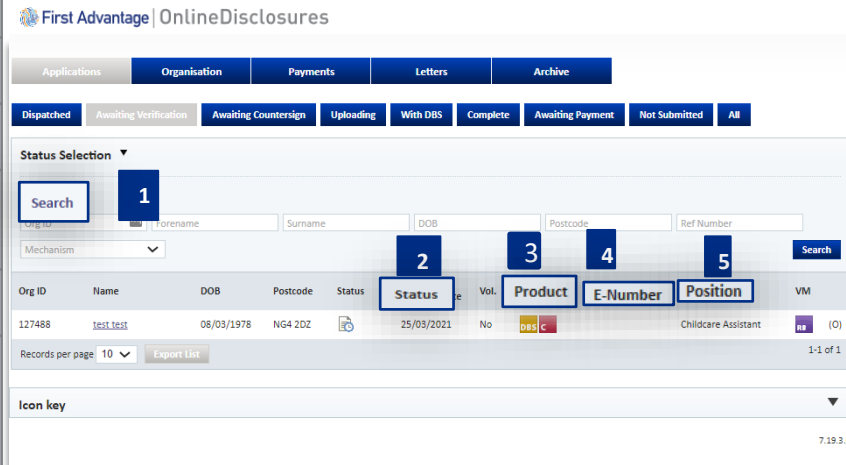 First Advantage | OnlineDisclosures
Applications Organisation Payments Letters Archive
Dispatched Awaiting Verification Awaiting Countersign Uploading With DBS Complete Awaiting Payment Not Submitted All
Status Selection
Search 1
Org ID Forename Surname DOB Postcode Ref Number
Mechanism 2 3 4 5 Search
Org ID Name DOB Postcode Status Status Vol. Product E-Number Position VM
127488 test test 08/03/1978 NG4 2DZ 25/03/2021 No DBS C Childcare Assistant RB (O)
Records per page 10 Export List 1-1 of 1
Icon key
7.19.3.